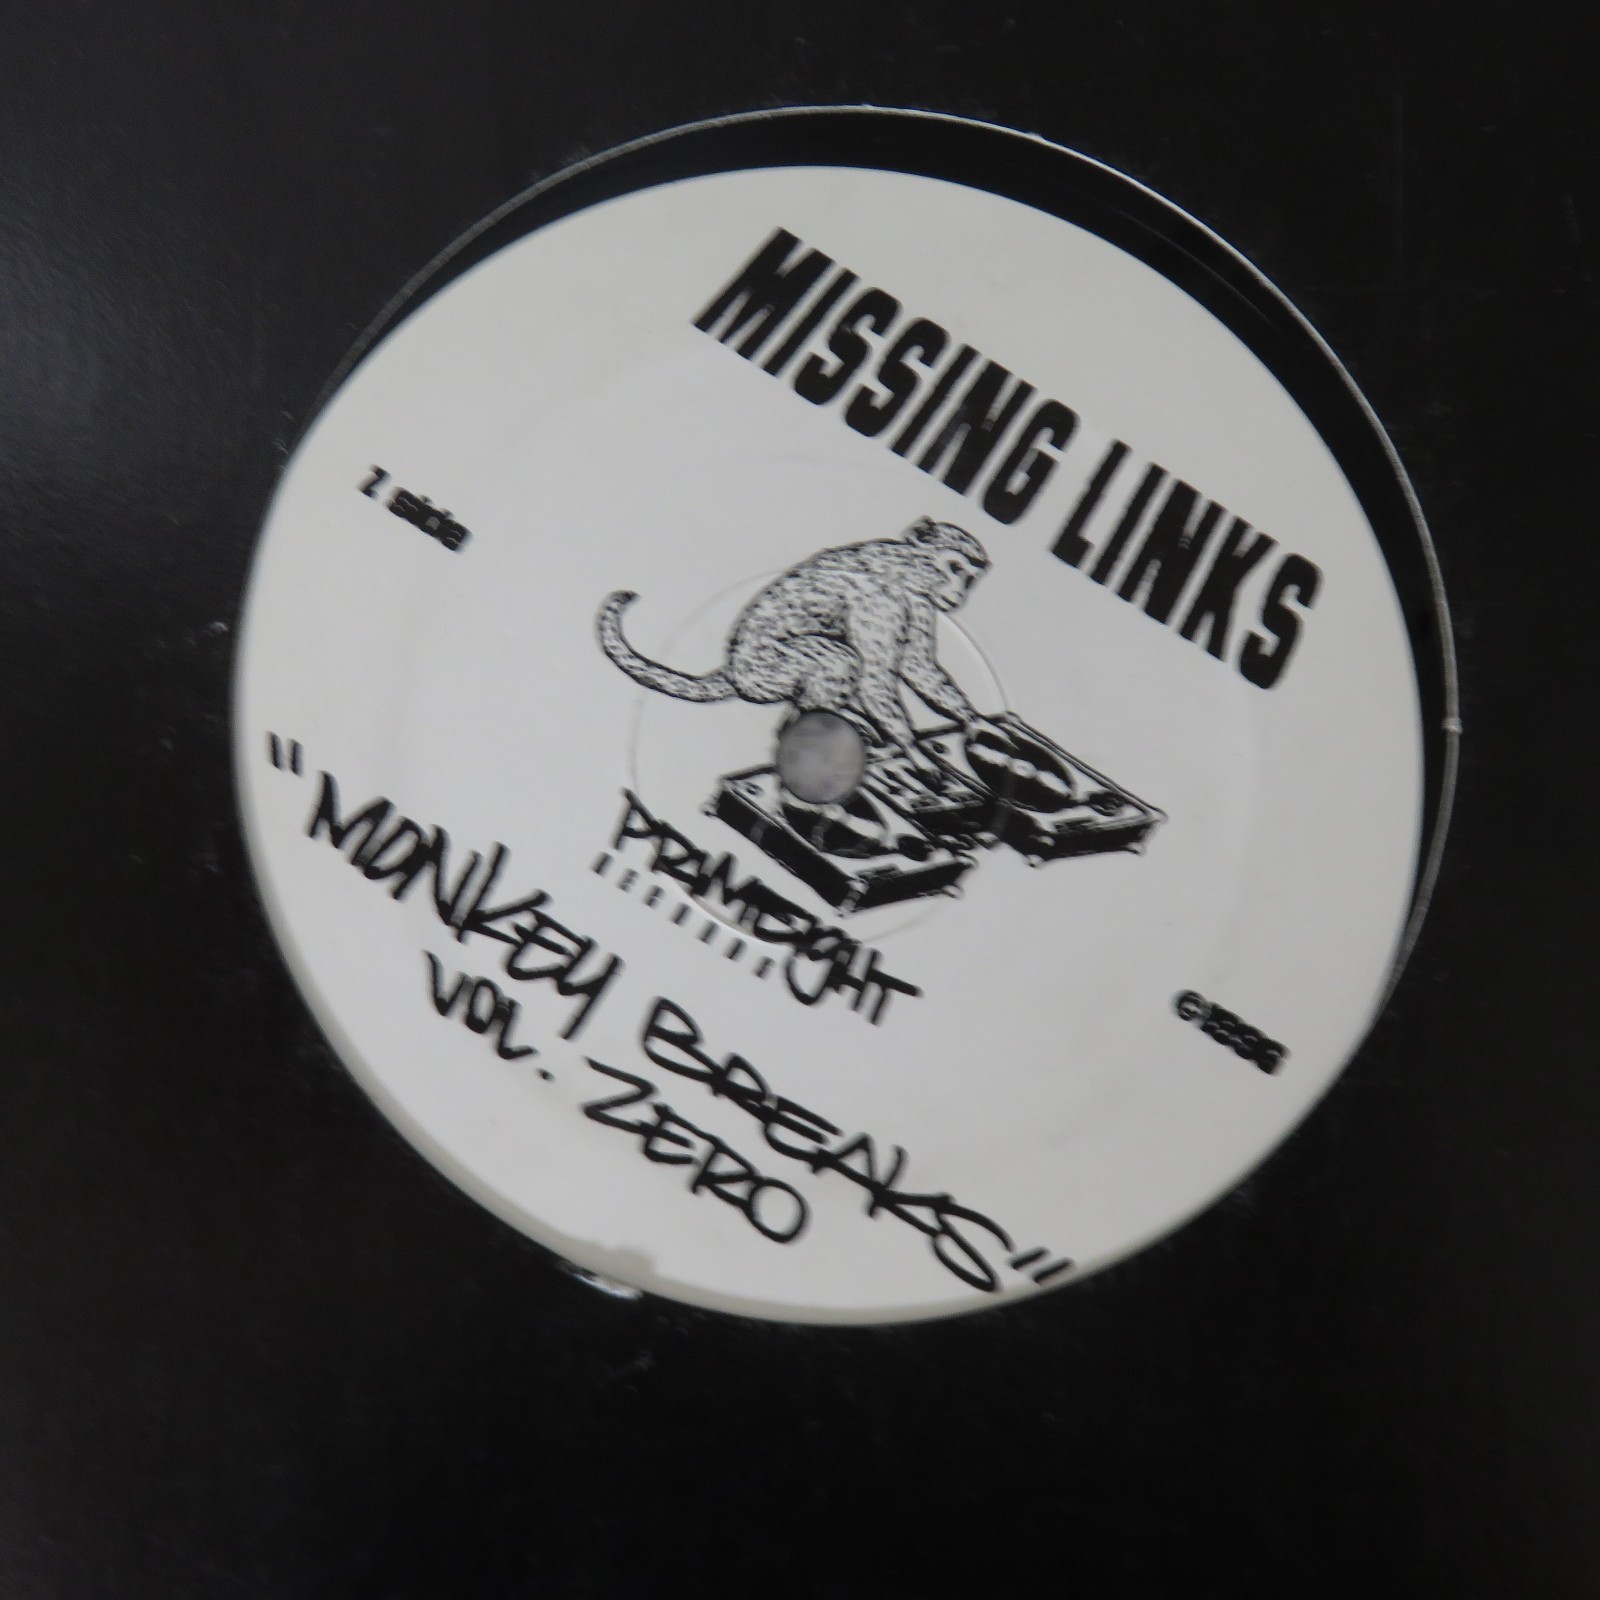 MISSING LINKS
Z side
PRIMEIGHT
"MONKEY BREAKS"
VOL. ZERO